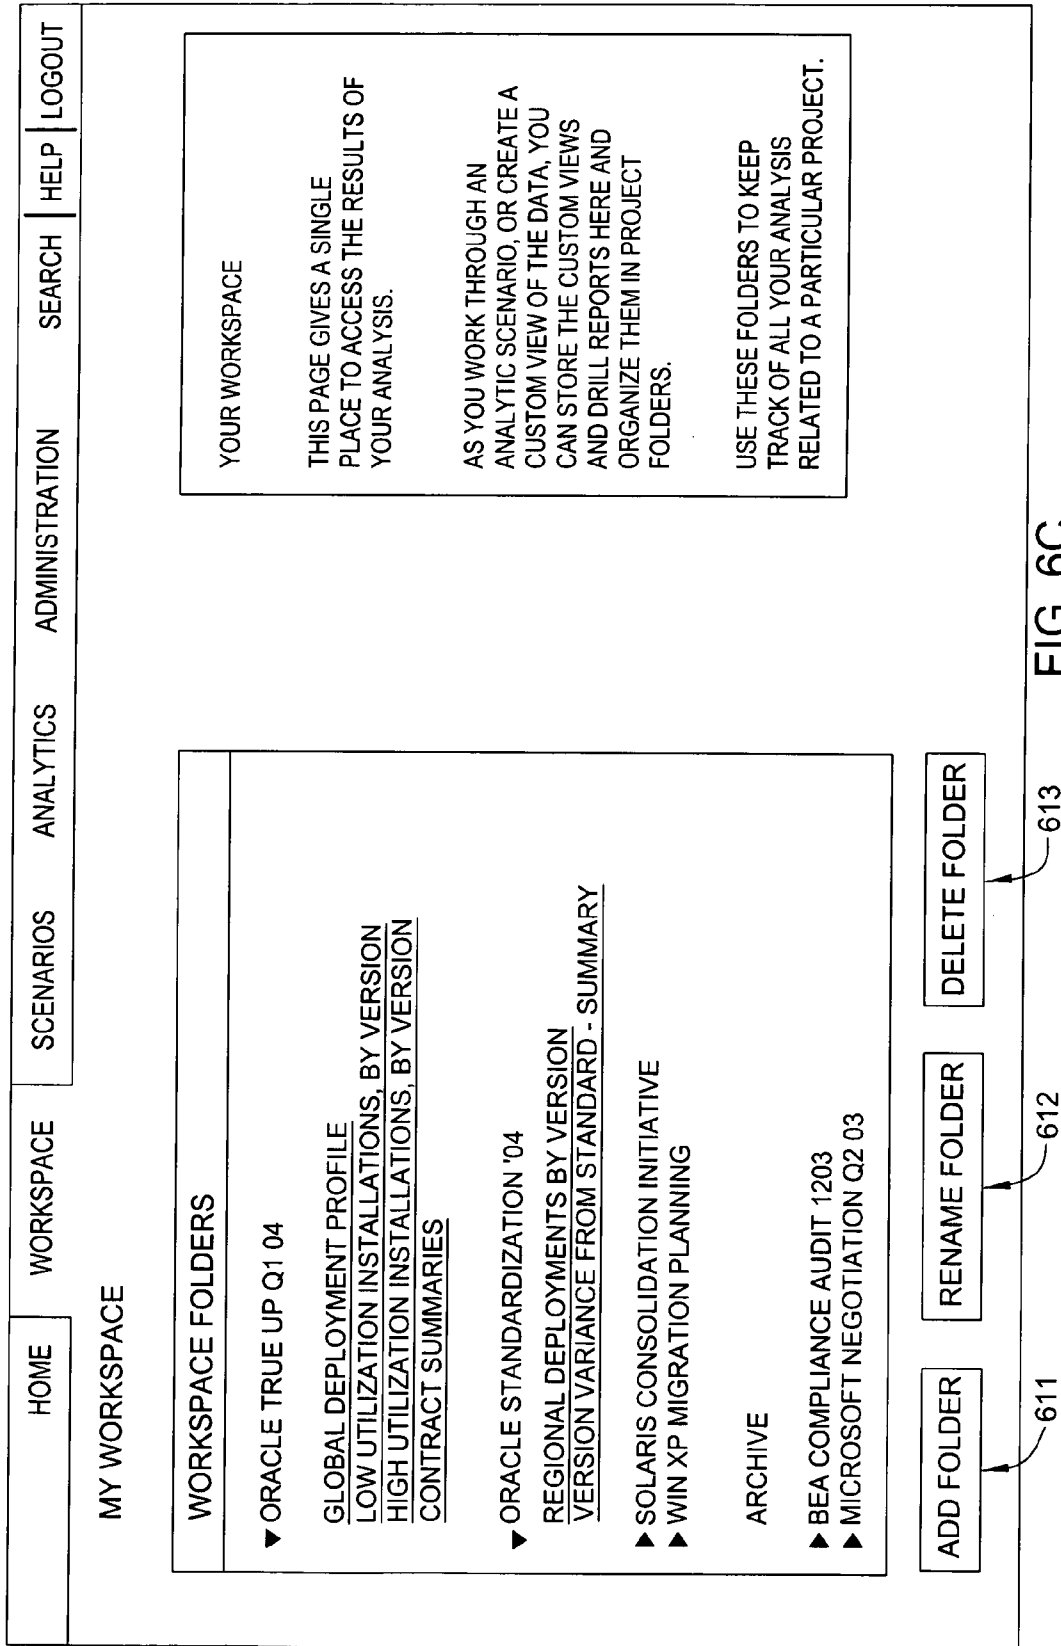 HOME WORKSPACE SCENARIOS ANALYTICS ADMINISTRATION SEARCH HELP LOGOUT
MY WORKSPACE
WORKSPACE FOLDERS
▼ ORACLE TRUE UP Q1 04
GLOBAL DEPLOYMENT PROFILE
LOW UTILIZATION INSTALLATIONS, BY VERSION
HIGH UTILIZATION INSTALLATIONS, BY VERSION
CONTRACT SUMMARIES
▼ ORACLE STANDARDIZATION '04
REGIONAL DEPLOYMENTS BY VERSION
VERSION VARIANCE FROM STANDARD - SUMMARY
▶ SOLARIS CONSOLIDATION INITIATIVE
▶ WIN XP MIGRATION PLANNING
ARCHIVE
▶ BEA COMPLIANCE AUDIT 1203
▶ MICROSOFT NEGOTIATION Q2 03
ADD FOLDER
RENAME FOLDER
DELETE FOLDER
611
612
613
YOUR WORKSPACE
THIS PAGE GIVES A SINGLE
PLACE TO ACCESS THE RESULTS OF
YOUR ANALYSIS.
AS YOU WORK THROUGH AN
ANALYTIC SCENARIO, OR CREATE A
CUSTOM VIEW OF THE DATA, YOU
CAN STORE THE CUSTOM VIEWS
AND DRILL REPORTS HERE AND
ORGANIZE THEM IN PROJECT
FOLDERS.
USE THESE FOLDERS TO KEEP
TRACK OF ALL YOUR ANALYSIS
RELATED TO A PARTICULAR PROJECT.
FIG. 6C